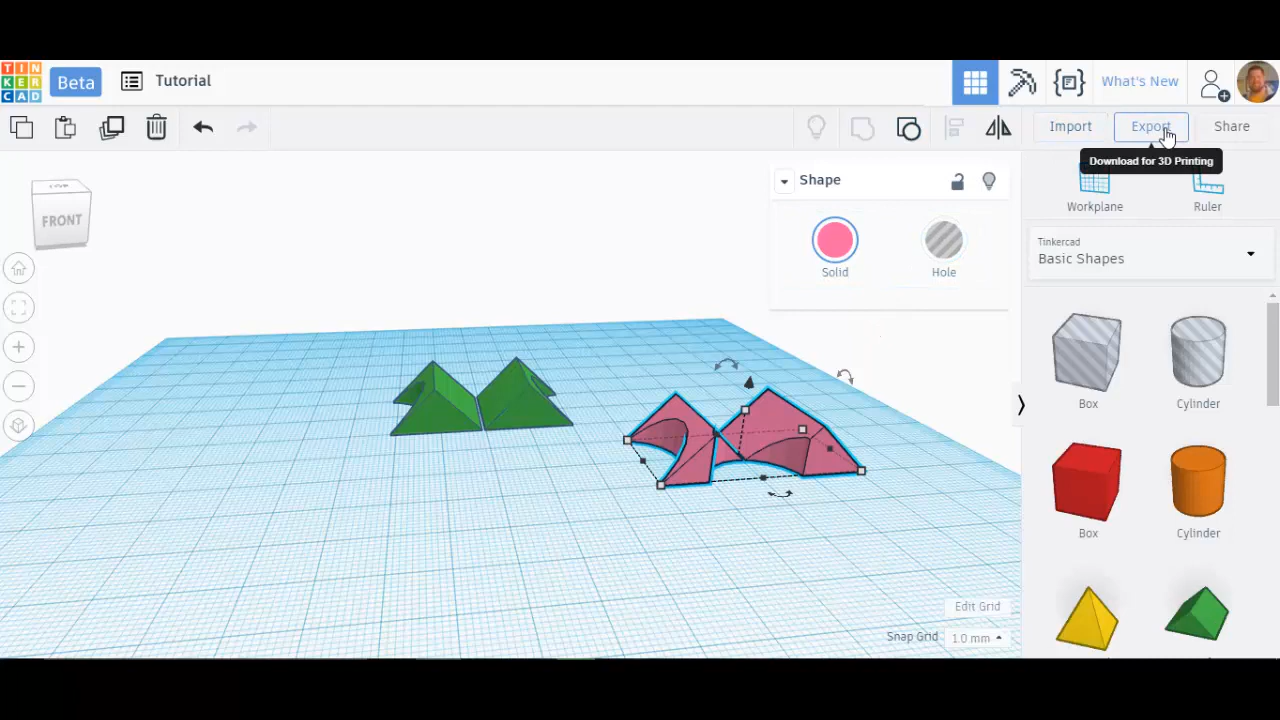 TIN
KER
CAD
Beta
Tutorial
What's New
Import
Export
Share
Download for 3D Printing
Workplane
Ruler
Shape
Solid
Hole
Tinkercad
Basic Shapes
Box
Cylinder
Box
Cylinder
TOP
FRONT
Edit Grid
Snap Grid
1.0 mm